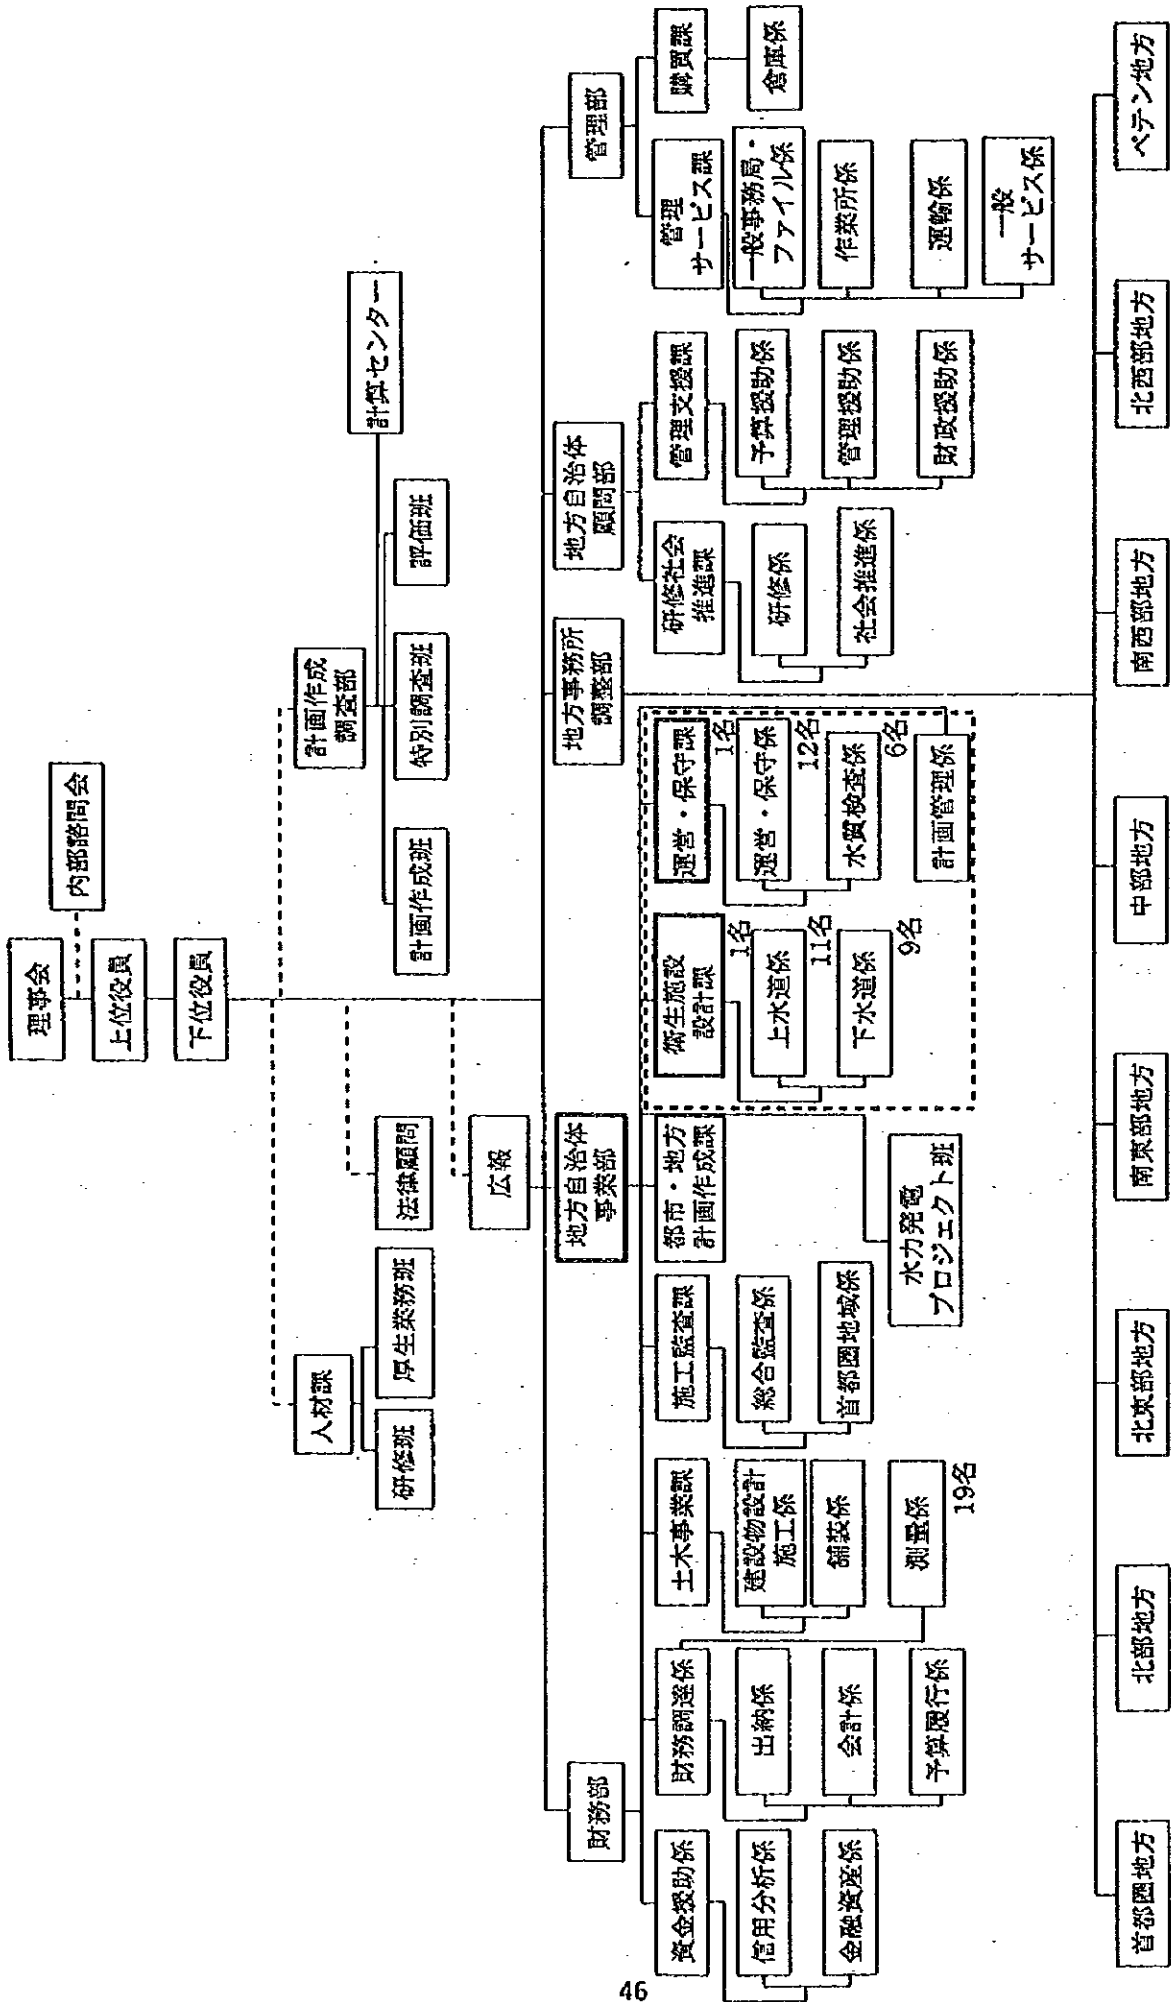 理事会
内部諮問会
上位役員
下位役員
計画作成
調査部
計算センター
計画作成班
特別調査班
評価班
人材課
研修班
厚生業務班
法律顧問
広報
財務部
地方自治体
事業部
地方事務所
調整部
地方自治体
顧問部
管理部
資金援助係
信用分析係
金融資産係
財務調達係
出納係
会計係
予算履行係
土木事業課
建設物設計
施工係
舗装係
測量係
19名
施工監査課
総合監査係
首都圏地域係
都市・地方
計画作成課
水力発電
プロジェクト班
衛生施設
設計課
1名
上水道係
11名
下水道係
9名
運営・保守課
1名
運営・保守係
12名
水質検査係
6名
計画管理係
研修社会
推進課
研修係
社会推進係
管理支援課
予算援助係
管理援助係
財政援助係
管理
サービス課
一般事務局・
ファイル係
作業所係
運輸係
一般
サービス係
購買課
倉庫係
首都圏地方
北部地方
北東部地方
南東部地方
中部地方
南西部地方
北西部地方
ペテン地方
46